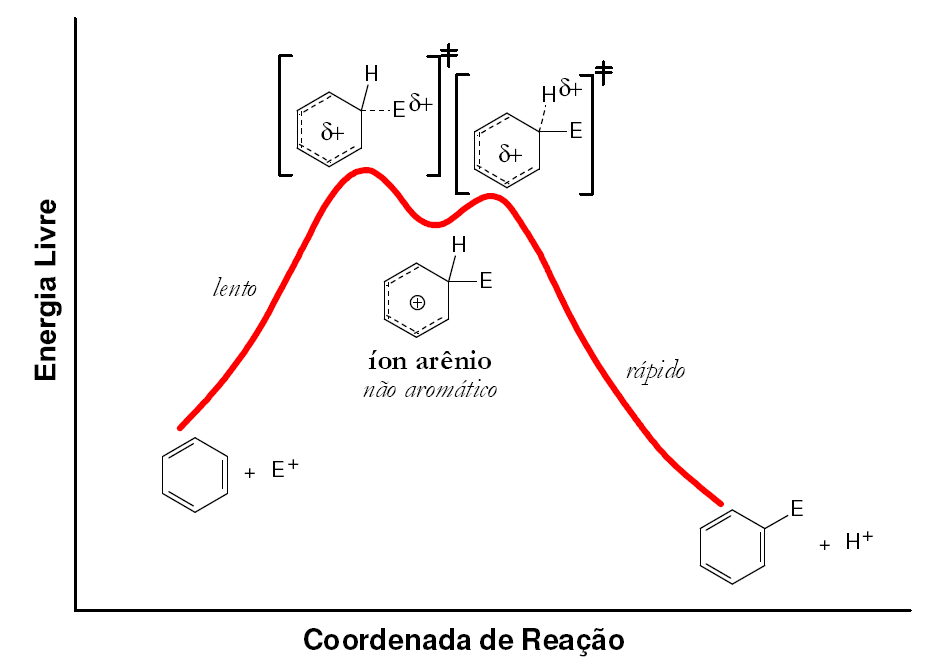 Energia Livre
H
E δ+
δ+
‡
H δ+
E
δ+
‡
lento
H
E
⊕
íon arênio
não aromático
rápido
+ E⁺
E
+ H⁺
Coordenada de Reação